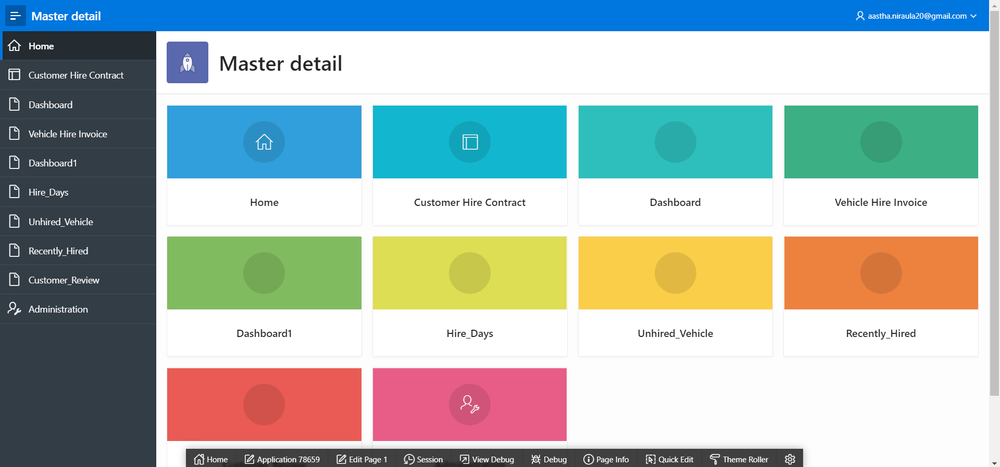 Master detail
aastha.niraula20@gmail.com
Home
Customer Hire Contract
Dashboard
Vehicle Hire Invoice
Dashboard1
Hire_Days
Unhired_Vehicle
Recently_Hired
Customer_Review
Administration
Master detail
Home
Customer Hire Contract
Dashboard
Vehicle Hire Invoice
Dashboard1
Hire_Days
Unhired_Vehicle
Recently_Hired
Home Application 78659 Edit Page 1 Session View Debug Debug Page Info Quick Edit Theme Roller